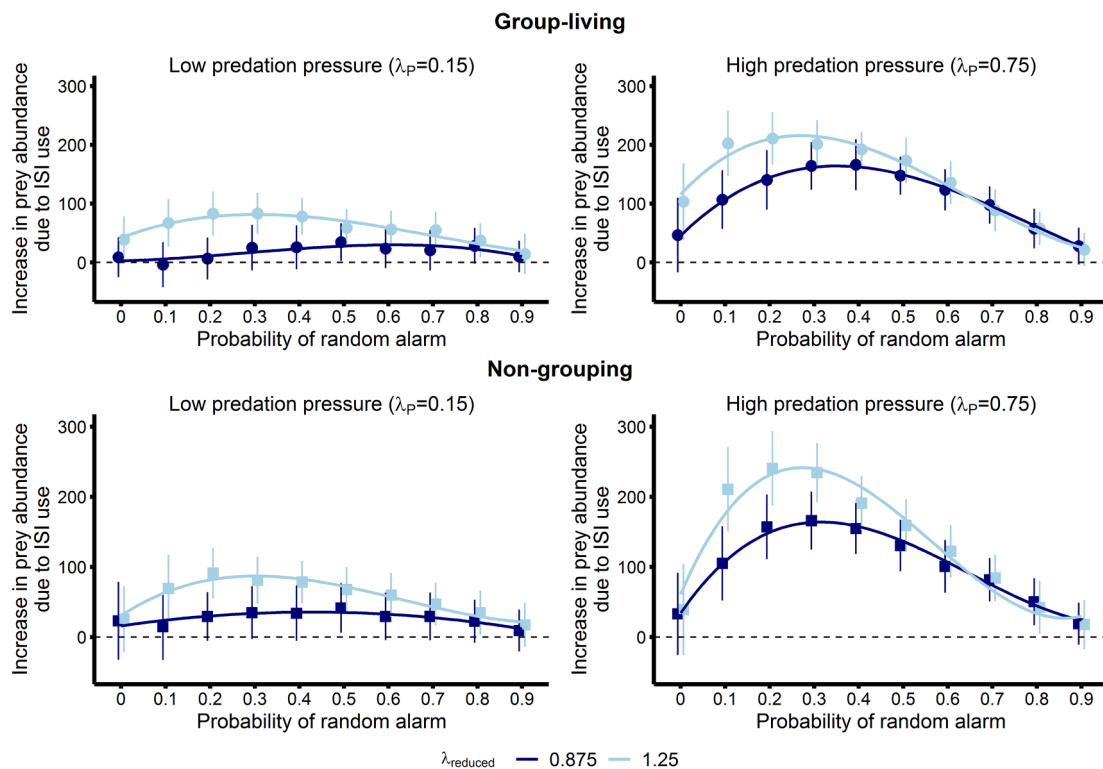 Group-living
Low predation pressure (λP=0.15)
High predation pressure (λP=0.75)
Increase in prey abundance
due to ISI use
300
200
100
0
0 0.1 0.2 0.3 0.4 0.5 0.6 0.7 0.8 0.9
Probability of random alarm
Increase in prey abundance
due to ISI use
300
200
100
0
0 0.1 0.2 0.3 0.4 0.5 0.6 0.7 0.8 0.9
Probability of random alarm
Non-grouping
Low predation pressure (λP=0.15)
High predation pressure (λP=0.75)
Increase in prey abundance
due to ISI use
300
200
100
0
0 0.1 0.2 0.3 0.4 0.5 0.6 0.7 0.8 0.9
Probability of random alarm
Increase in prey abundance
due to ISI use
300
200
100
0
0 0.1 0.2 0.3 0.4 0.5 0.6 0.7 0.8 0.9
Probability of random alarm
λreduced 0.875 1.25